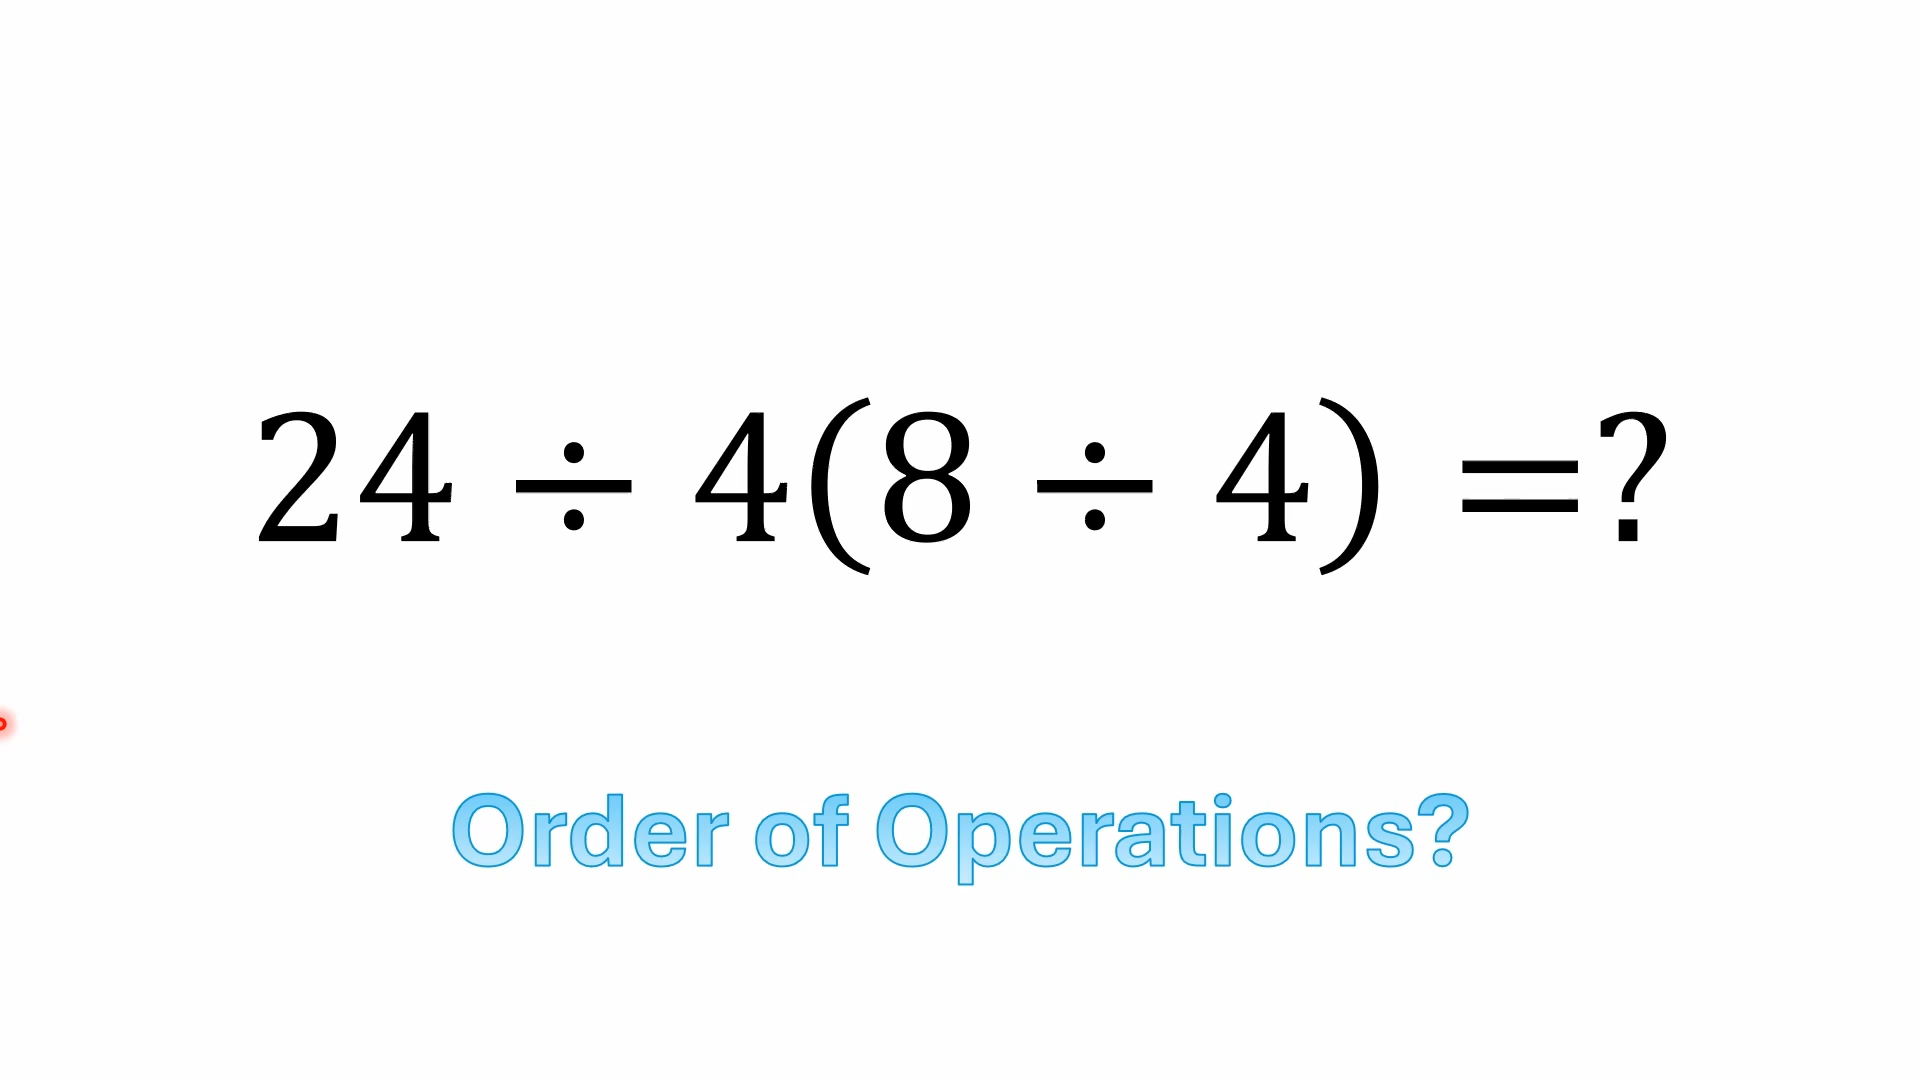 24 ÷ 4(8 ÷ 4) =?
Order of Operations?